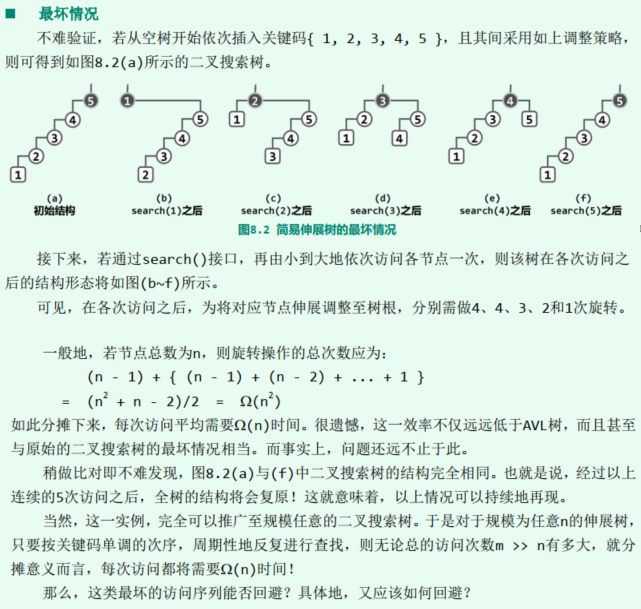 ■ 最坏情况
不难验证，若从空树开始依次插入关键码{ 1, 2, 3, 4, 5 }，且其间采用如上调整策略，
则可得到如图8.2(a)所示的二叉搜索树。
5 1 2 3 4 5
4 5 1 5 2 5 3 5 4
3 4 4 1 4 2 3
2 3 3 1 2
1 2 1
(a) (b) (c) (d) (e) (f)
初始结构 search(1)之后 search(2)之后 search(3)之后 search(4)之后 search(5)之后
图8.2 简易伸展树的最坏情况
接下来，若通过search()接口，再由小到大地依次访问各节点一次，则该树在各次访问之
后的结构形态将如图(b~f)所示。
可见，在各次访问之后，为将对应节点伸展调整至树根，分别需做4、4、3、2和1次旋转。
一般地，若节点总数为n，则旋转操作的总次数应为：
(n - 1) + { (n - 1) + (n - 2) + ... + 1 }
= (n² + n - 2)/2 = Ω(n²)
如此分摊下来，每次访问平均需要Ω(n)时间。很遗憾，这一效率不仅远远低于AVL树，而且甚至
与原始的二叉搜索树的最坏情况相当。而事实上，问题还远不止于此。
稍做比对即不难发现，图8.2(a)与(f)中二叉搜索树的结构完全相同。也就是说，经过以上
连续的5次访问之后，全树的结构将会复原！这就意味着，以上情况可以持续地再现。
当然，这一实例，完全可以推广至规模任意的二叉搜索树。于是对于规模为任意n的伸展树，
只要按关键码单调的次序，周期性地反复进行查找，则无论总的访问次数m >> n有多大，就分
摊意义而言，每次访问都将需要Ω(n)时间！
那么，这类最坏的访问序列能否回避？具体地，又应该如何回避？